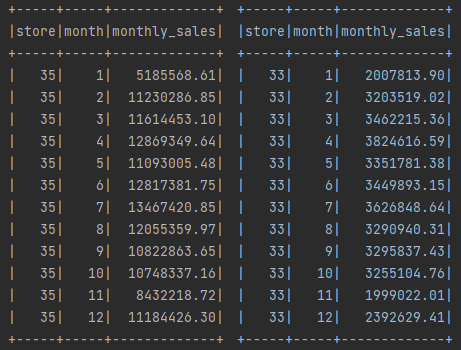 +-----+-----+-------------+ +-----+-----+-------------+
|store|month|monthly_sales| |store|month|monthly_sales|
+-----+-----+-------------+ +-----+-----+-------------+
|   35|    1|   5185568.61| |   33|    1|   2007813.90|
|   35|    2|  11230286.85| |   33|    2|   3203519.02|
|   35|    3|  11614453.10| |   33|    3|   3462215.36|
|   35|    4|  12869349.64| |   33|    4|   3824616.59|
|   35|    5|  11093005.48| |   33|    5|   3351781.38|
|   35|    6|  12817381.75| |   33|    6|   3449893.15|
|   35|    7|  13467420.85| |   33|    7|   3626848.64|
|   35|    8|  12055359.97| |   33|    8|   3290940.31|
|   35|    9|  10822863.65| |   33|    9|   3295837.43|
|   35|   10|  10748337.16| |   33|   10|   3255104.76|
|   35|   11|   8432218.72| |   33|   11|   1999022.01|
|   35|   12|  11184426.30| |   33|   12|   2392629.41|
+-----+-----+-------------+ +-----+-----+-------------+